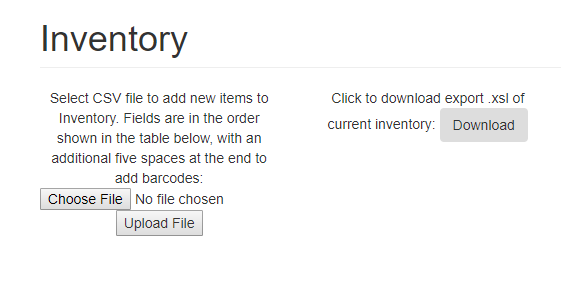 Inventory
Select CSV file to add new items to
Inventory. Fields are in the order
shown in the table below, with an
additional five spaces at the end to
add barcodes:
Choose File No file chosen
Upload File
Click to download export .xsl of
current inventory: Download